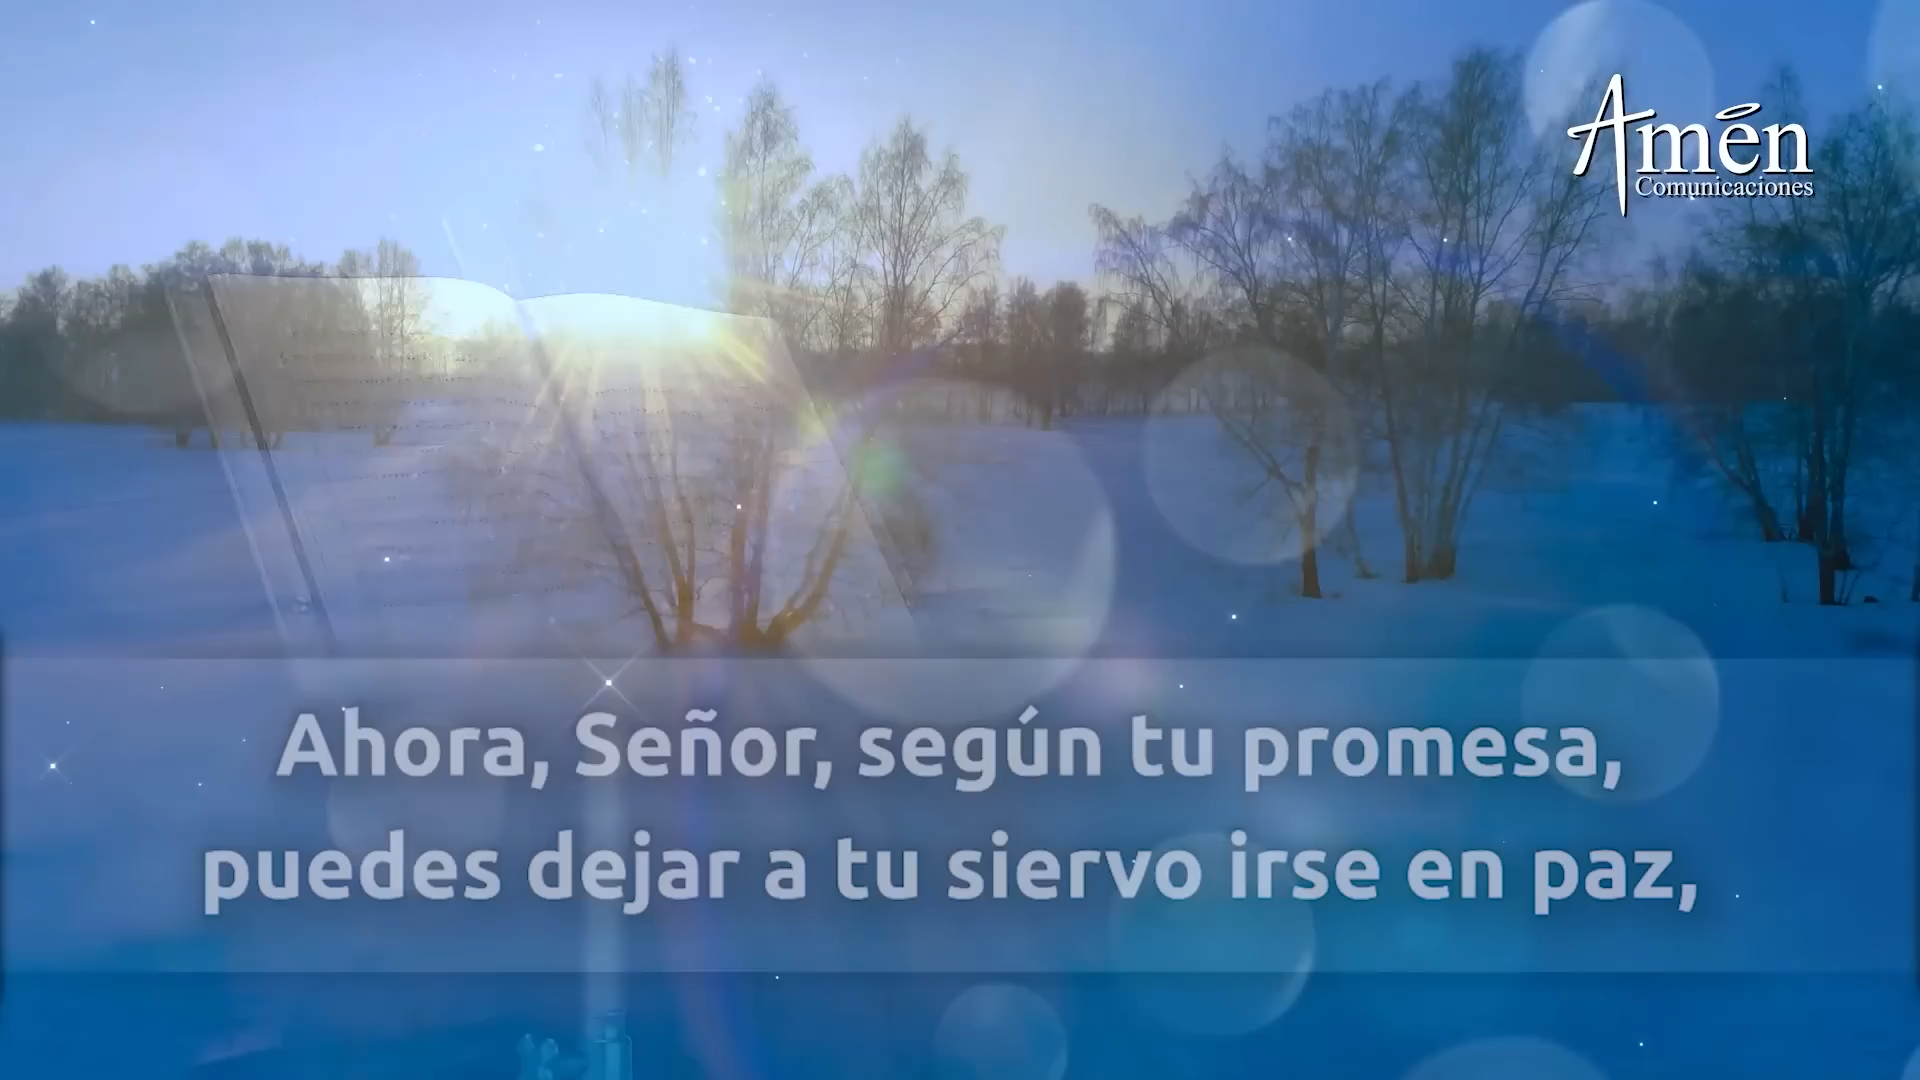 Amén
Comunicaciones
Ahora, Señor, según tu promesa,
puedes dejar a tu siervo irse en paz,